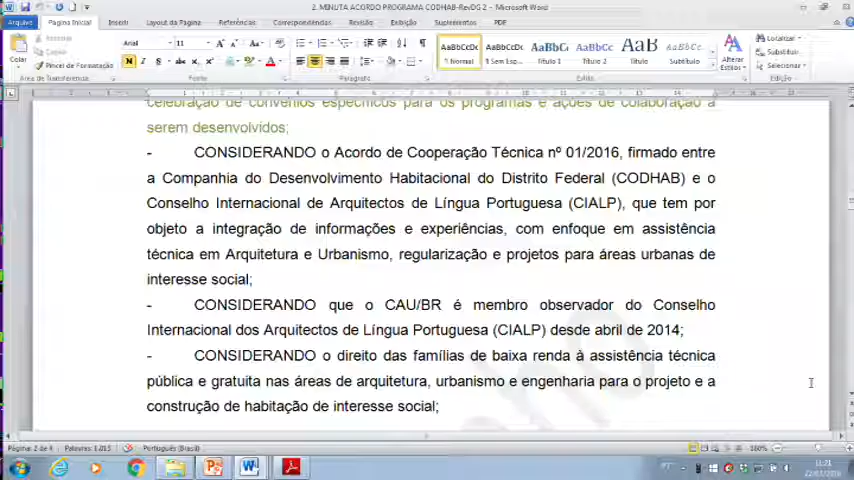 2. MINUTA ACORDO PROGRAMA CODHAB-RevDG 2 - Microsoft Word
Arquivo Página Inicial Inserir Layout da Página Referências Correspondências Revisão Exibição Suplementos PDF
Recortar Copiar Pincel de Formatação Colar
Arial 11
AaBbCcDc AaBbCcDc AaBbC AaBbCc AaB AaBbCc
¶ Normal ¶ Sem Esp... Título 1 Título 2 Título Subtítulo
Alterar Estilos
Localizar Substituir Selecionar
Área de Transferência Fonte Parágrafo Estilo Edição
celebração de convênios específicos para os programas e ações de colaboração a
serem desenvolvidos;
- CONSIDERANDO o Acordo de Cooperação Técnica nº 01/2016, firmado entre
a Companhia do Desenvolvimento Habitacional do Distrito Federal (CODHAB) e o
Conselho Internacional de Arquitectos de Língua Portuguesa (CIALP), que tem por
objeto a integração de informações e experiências, com enfoque em assistência
técnica em Arquitetura e Urbanismo, regularização e projetos para áreas urbanas de
interesse social;
- CONSIDERANDO que o CAU/BR é membro observador do Conselho
Internacional dos Arquitectos de Língua Portuguesa (CIALP) desde abril de 2014;
- CONSIDERANDO o direito das famílias de baixa renda à assistência técnica
pública e gratuita nas áreas de arquitetura, urbanismo e engenharia para o projeto e a
construção de habitação de interesse social;
Página: 2 de 4 Palavras: 1.015 Português (Brasil) 160%
PT 11:21